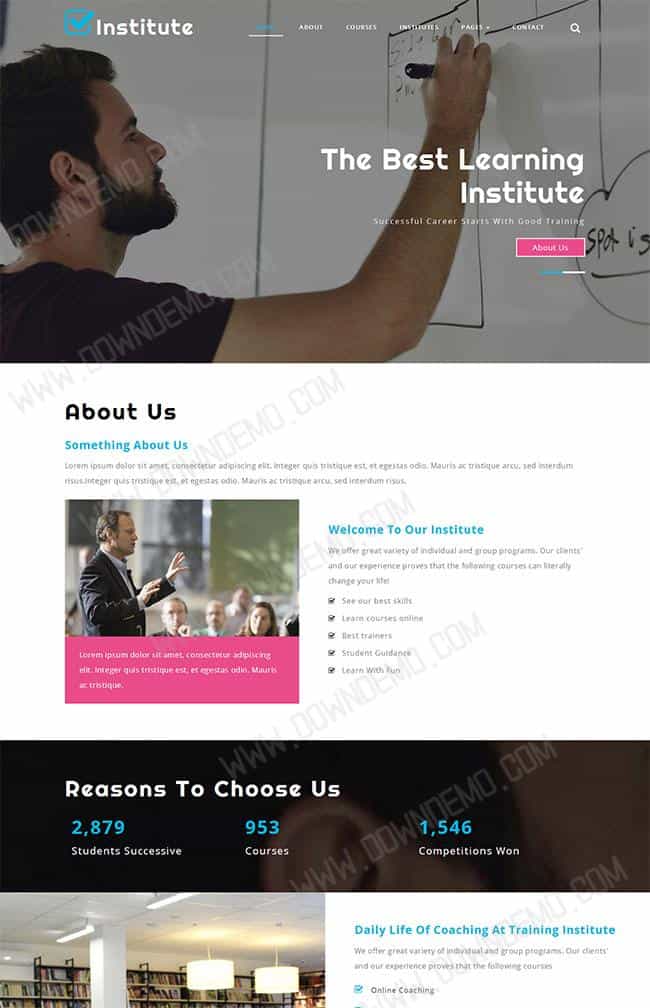 Institute
HOME ABOUT COURSES INSTITUTES PAGES CONTACT
The Best Learning
Institute
Successful Career Starts With Good Training
About Us
spot is
About Us
Something About Us
Lorem ipsum dolor sit amet, consectetur adipiscing elit. Integer quis tristique est, et egestas odio. Mauris ac tristique arcu, sed interdum
risus.Integer quis tristique est, et egestas odio. Mauris ac tristique arcu, sed interdum risus.
Lorem ipsum dolor sit amet, consectetur adipiscing
elit. Integer quis tristique est, et egestas odio. Mauris
ac tristique.
Welcome To Our Institute
We offer great variety of individual and group programs. Our clients'
and our experience proves that the following courses can literally
change your life!
See our best skills
Learn courses online
Best trainers
Student Guidance
Learn With Fun
Reasons To Choose Us
2,879 953 1,546
Students Successive Courses Competitions Won
Daily Life Of Coaching At Training Institute
We offer great variety of individual and group programs. Our clients'
and our experience proves that the following courses
Online Coaching
WWW.DOWNDEMO.COM
WWW.DOWNDEMO.COM
WWW.DOWNDEMO.COM
WWW.DOWNDEMO.COM
WWW.DOWNDEMO.COM